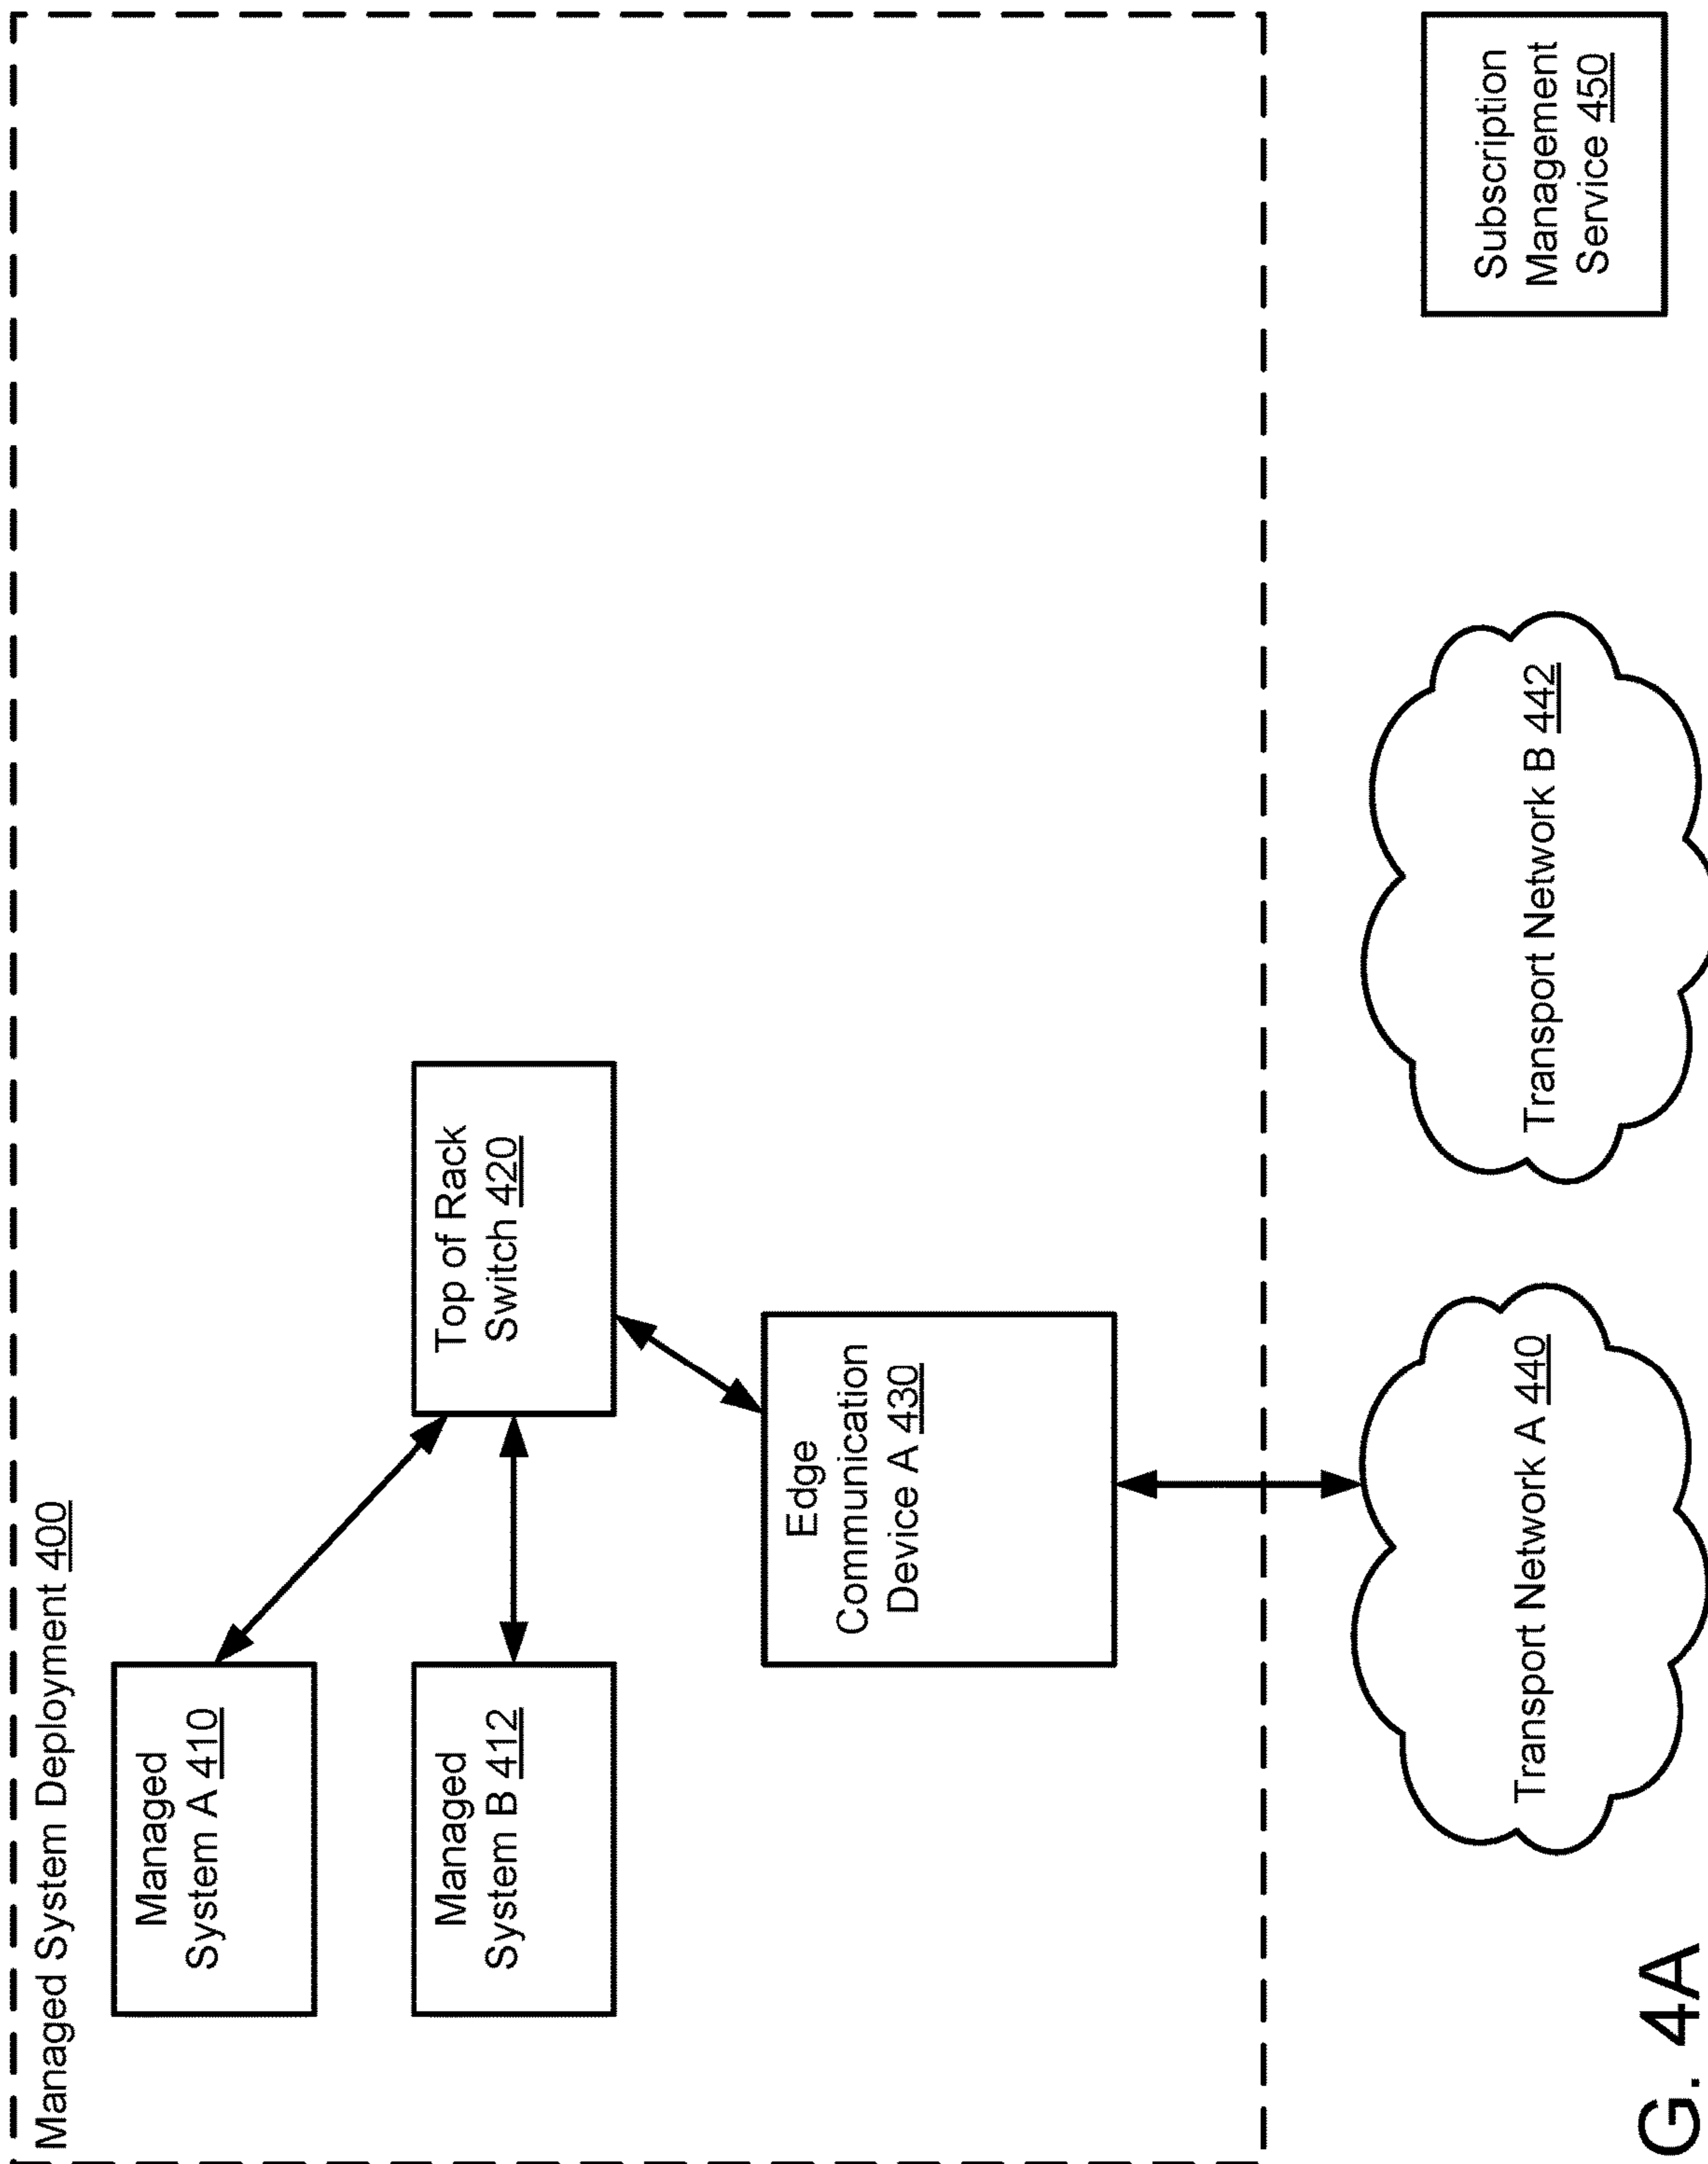 Managed System Deployment 400
Managed
System A 410
Managed
System B 412
Top of Rack
Switch 420
Edge
Communication
Device A 430
Transport Network A 440
Transport Network B 442
Subscription
Management
Service 450
G. 4A